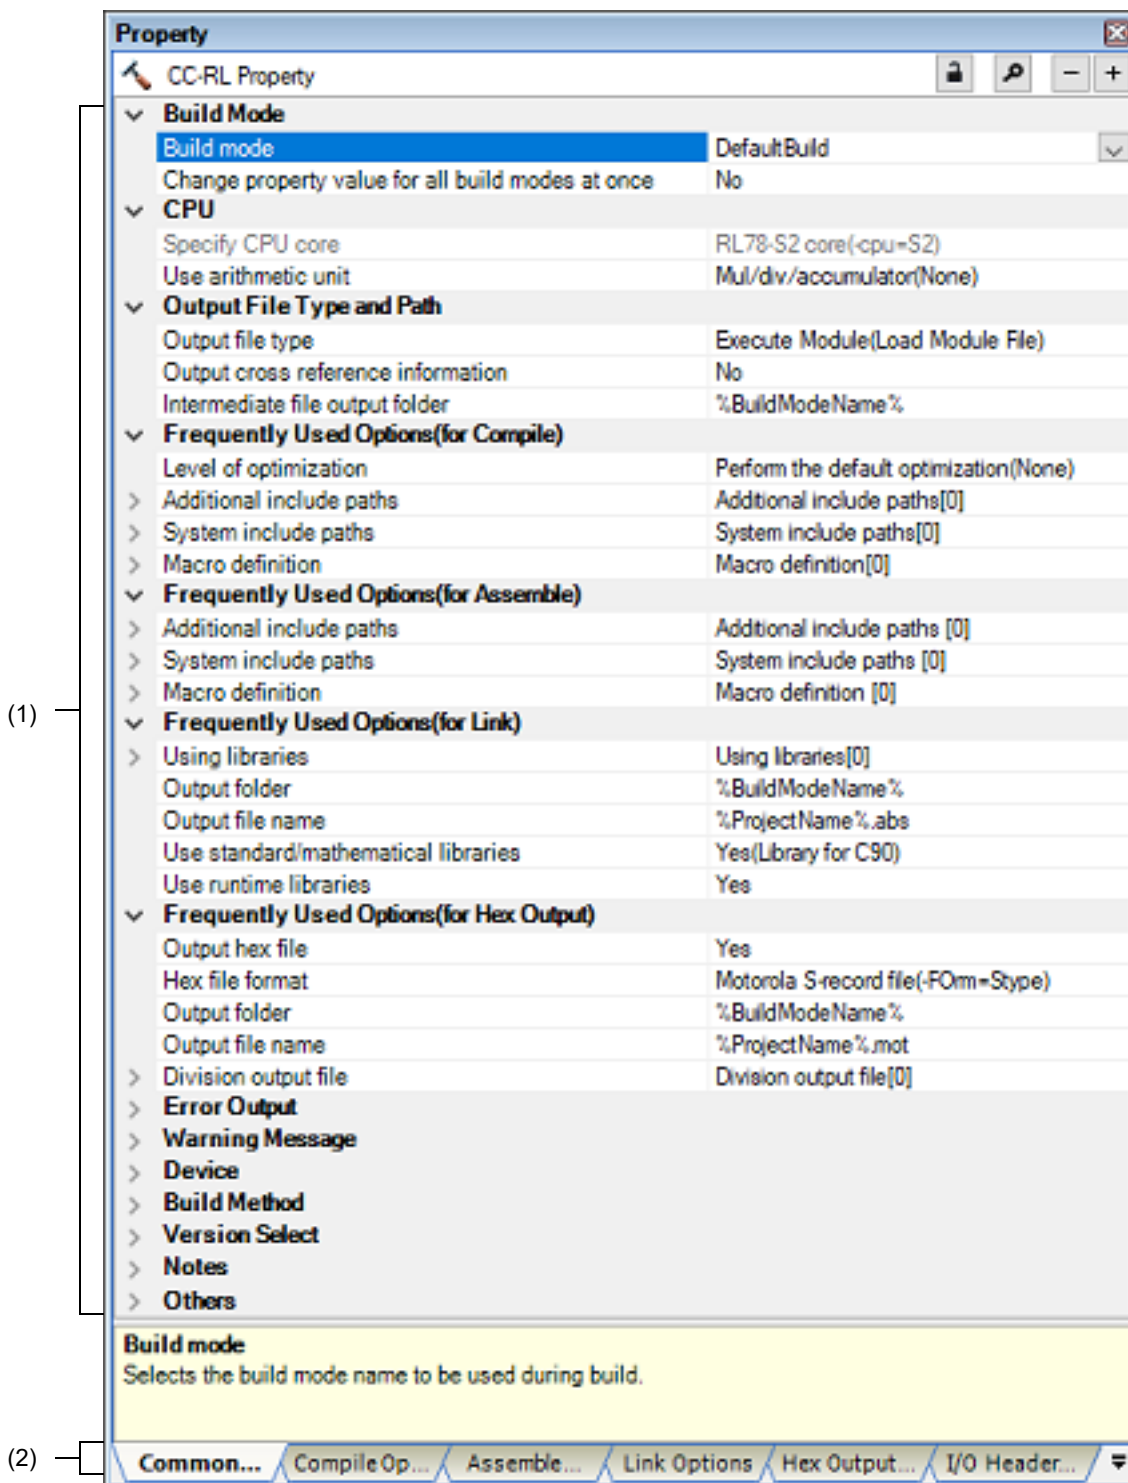 Property
CC-RL Property
Build Mode
Build mode DefaultBuild
Change property value for all build modes at once No
CPU
Specify CPU core RL78-S2 core(-cpu=S2)
Use arithmetic unit Mul/div/accumulator(None)
Output File Type and Path
Output file type Execute Module(Load Module File)
Output cross reference information No
Intermediate file output folder %BuildModeName%
Frequently Used Options(for Compile)
Level of optimization Perform the default optimization(None)
Additional include paths Additional include paths[0]
System include paths System include paths[0]
Macro definition Macro definition[0]
Frequently Used Options(for Assemble)
Additional include paths Additional include paths [0]
System include paths System include paths [0]
Macro definition Macro definition [0]
(1)
Frequently Used Options(for Link)
Using libraries Using libraries[0]
Output folder %BuildModeName%
Output file name %ProjectName%.abs
Use standard/mathematical libraries Yes(Library for C90)
Use runtime libraries Yes
Frequently Used Options(for Hex Output)
Output hex file Yes
Hex file format Motorola S-record file(-FOrm=Stype)
Output folder %BuildModeName%
Output file name %ProjectName%.mot
Division output file Division output file[0]
Error Output
Warning Message
Device
Build Method
Version Select
Notes
Others
Build mode
Selects the build mode name to be used during build.
(2)
Common... Compile Op... Assemble... Link Options Hex Output... I/O Header...